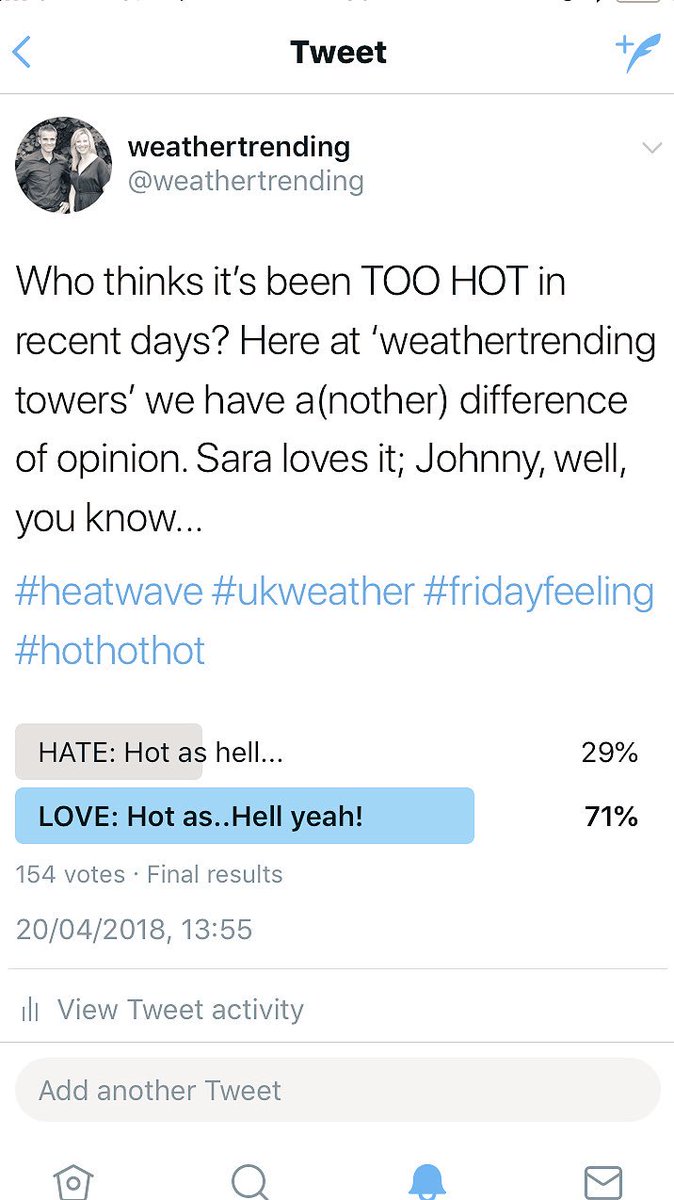 Tweet
weathertrending
@weathertrending
Who thinks it’s been TOO HOT in
recent days? Here at ‘weathertrending
towers’ we have a(nother) difference
of opinion. Sara loves it; Johnny, well,
you know...
#heatwave #ukweather #fridayfeeling
#hothothot
HATE: Hot as hell... 29%
LOVE: Hot as..Hell yeah! 71%
154 votes · Final results
20/04/2018, 13:55
View Tweet activity
Add another Tweet